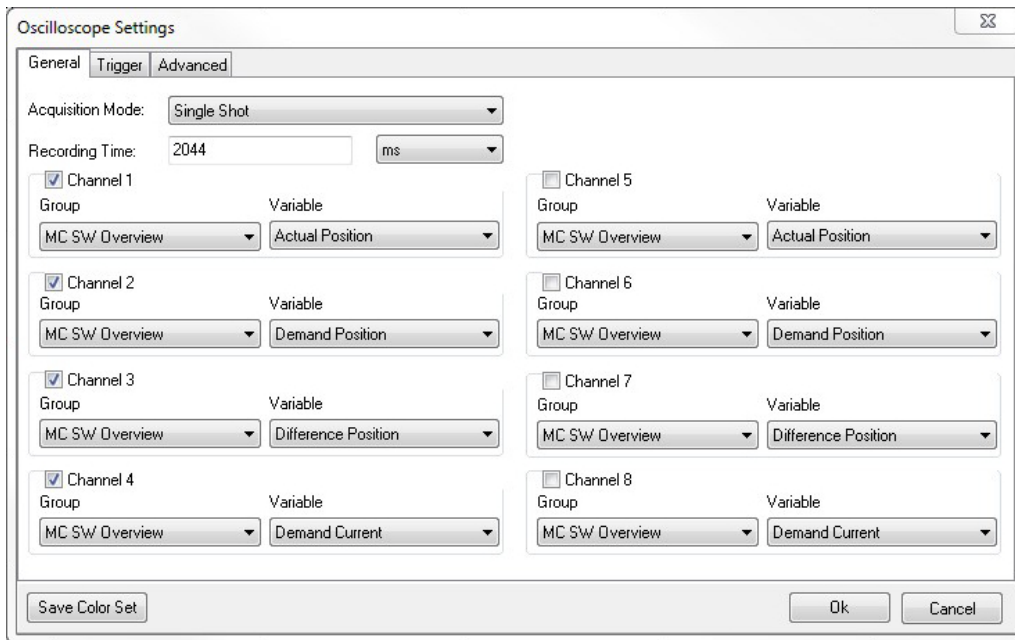 Oscilloscope Settings
General Trigger Advanced
Acquisition Mode: Single Shot
Recording Time: 2044 ms
Channel 1
Group Variable
MC SW Overview Actual Position
Channel 2
Group Variable
MC SW Overview Demand Position
Channel 3
Group Variable
MC SW Overview Difference Position
Channel 4
Group Variable
MC SW Overview Demand Current
Channel 5
Group Variable
MC SW Overview Actual Position
Channel 6
Group Variable
MC SW Overview Demand Position
Channel 7
Group Variable
MC SW Overview Difference Position
Channel 8
Group Variable
MC SW Overview Demand Current
Save Color Set Ok Cancel